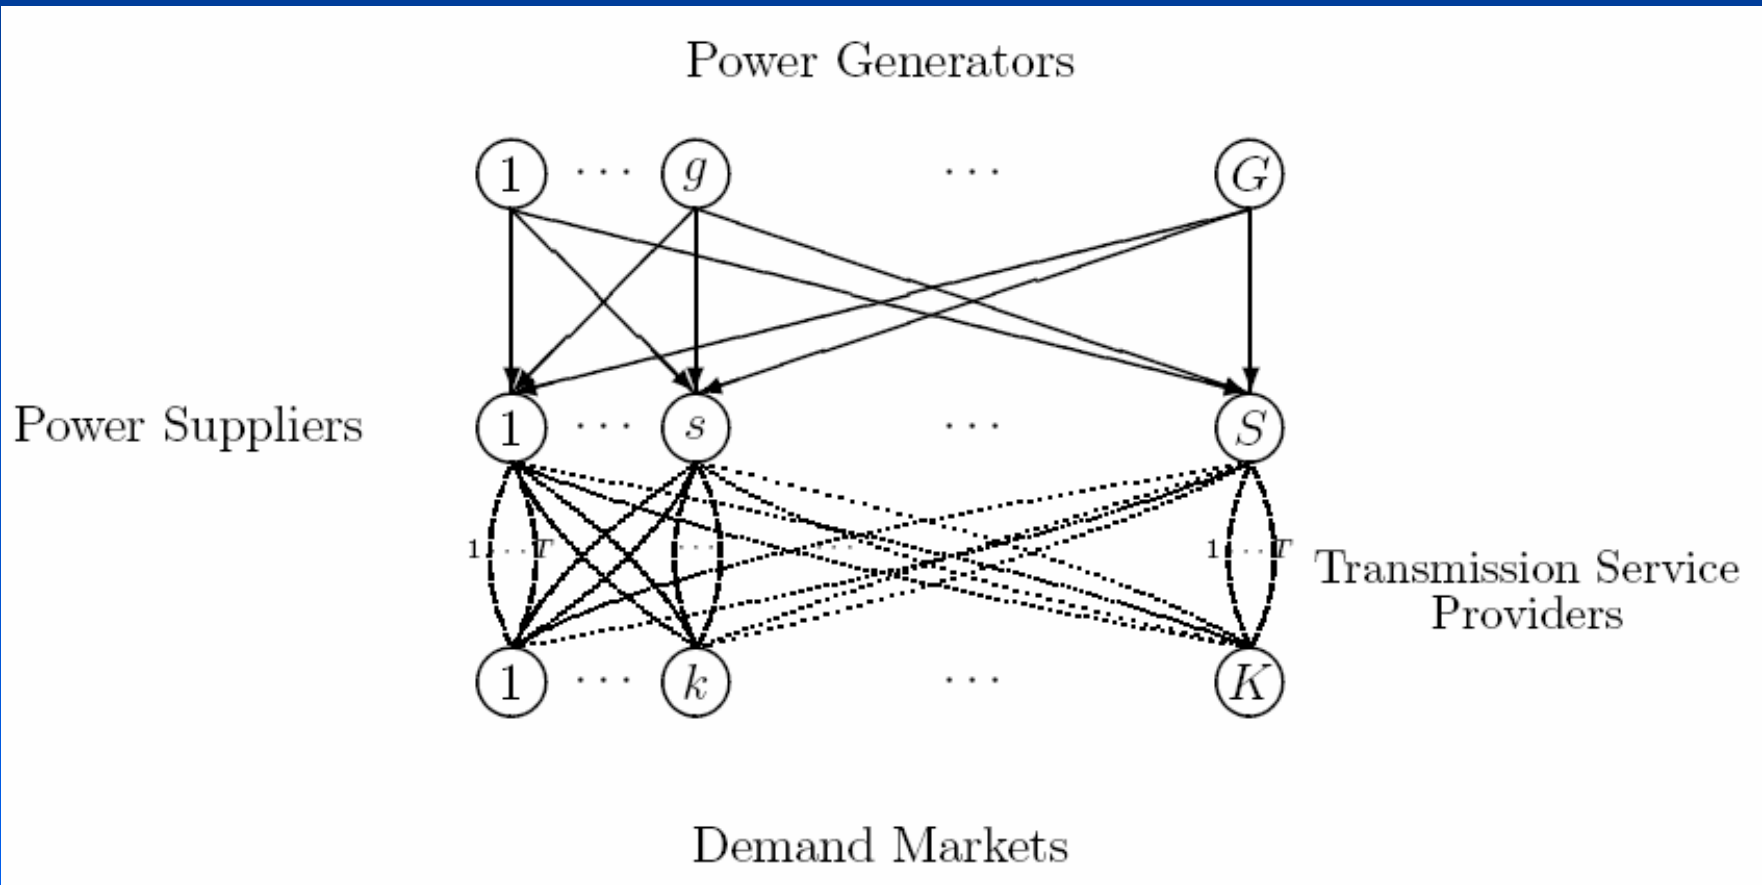 Power Generators
1 ··· g ··· G
Power Suppliers
1 ··· s ··· S
1 ··· T ··· ··· 1 ··· T
Transmission Service
Providers
1 ··· k ··· K
Demand Markets